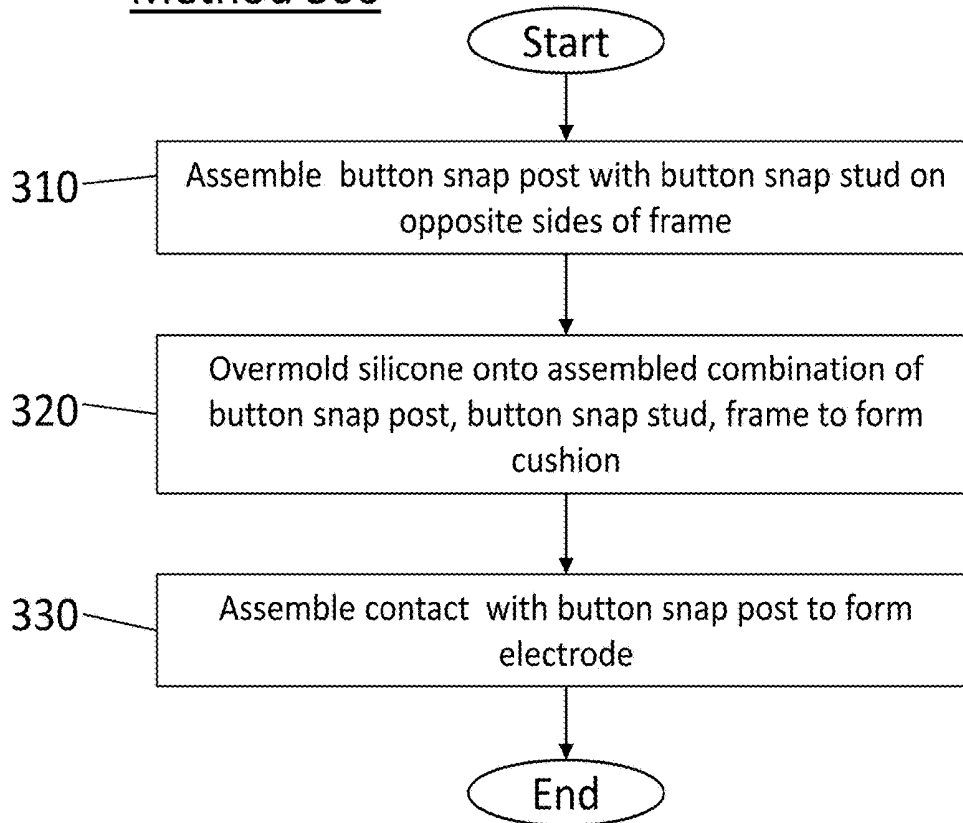 Method 300
Start
310
Assemble button snap post with button snap stud on
opposite sides of frame
320
Overmold silicone onto assembled combination of
button snap post, button snap stud, frame to form
cushion
330
Assemble contact with button snap post to form
electrode
End